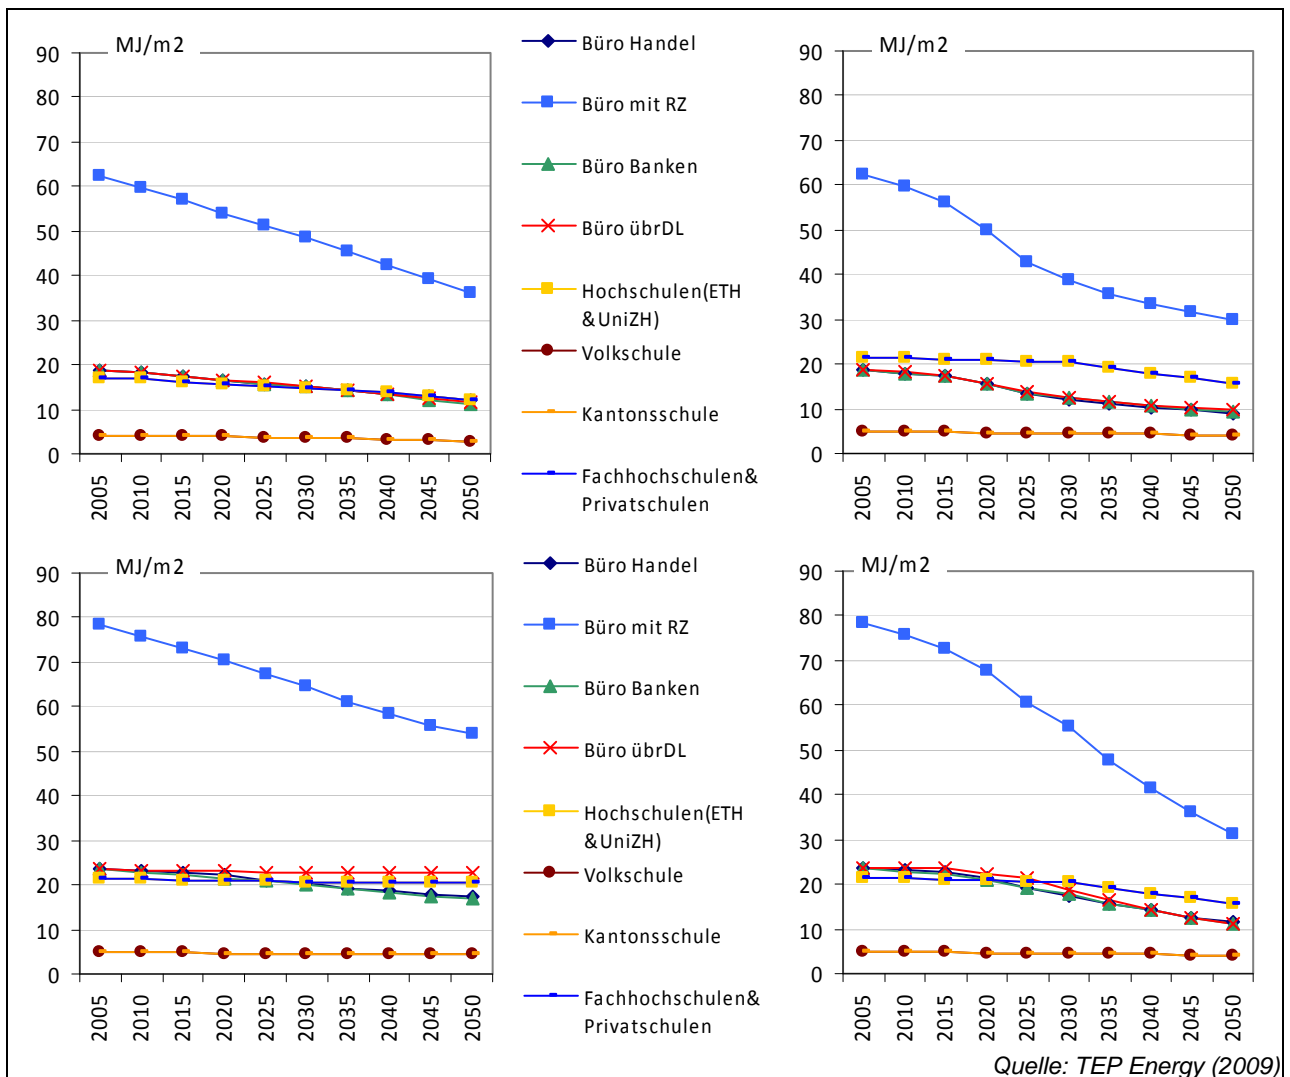 MJ/m2
90
80
70
60
50
40
30
20
10
0
2005 2010 2015 2020 2025 2030 2035 2040 2045 2050
Büro Handel
Büro mit RZ
Büro Banken
Büro übrDL
Hochschulen(ETH
&UniZH)
Volkschule
Kantonsschule
Fachhochschulen&
Privatschulen
MJ/m2
90
80
70
60
50
40
30
20
10
0
2005 2010 2015 2020 2025 2030 2035 2040 2045 2050
MJ/m2
90
80
70
60
50
40
30
20
10
0
2005 2010 2015 2020 2025 2030 2035 2040 2045 2050
Büro Handel
Büro mit RZ
Büro Banken
Büro übrDL
Hochschulen(ETH
&UniZH)
Volkschule
Kantonsschule
Fachhochschulen&
Privatschulen
MJ/m2
90
80
70
60
50
40
30
20
10
0
2005 2010 2015 2020 2025 2030 2035 2040 2045 2050
Quelle: TEP Energy (2009)